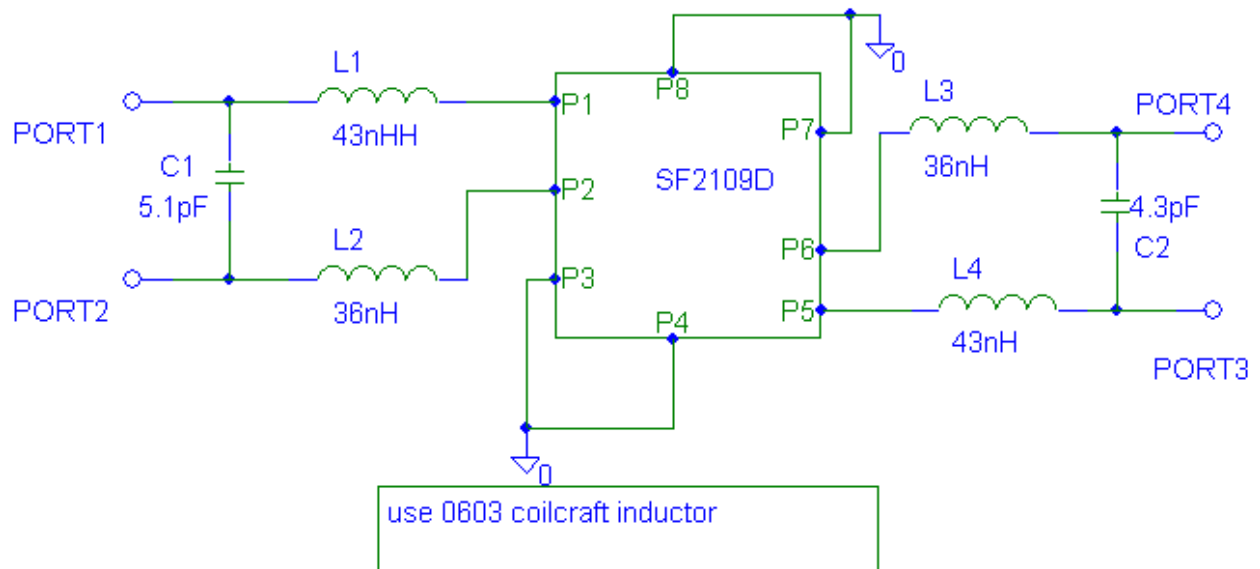 L1
0
P8
L3
PORT1
43nHH
P1
PORT4
P7
C1
5.1pF
SF2109D
36nH
P2
4.3pF
C2
L2
P6
L4
PORT2
36nH
P3
P4
P5
43nH
PORT3
0
use 0603 coilcraft inductor